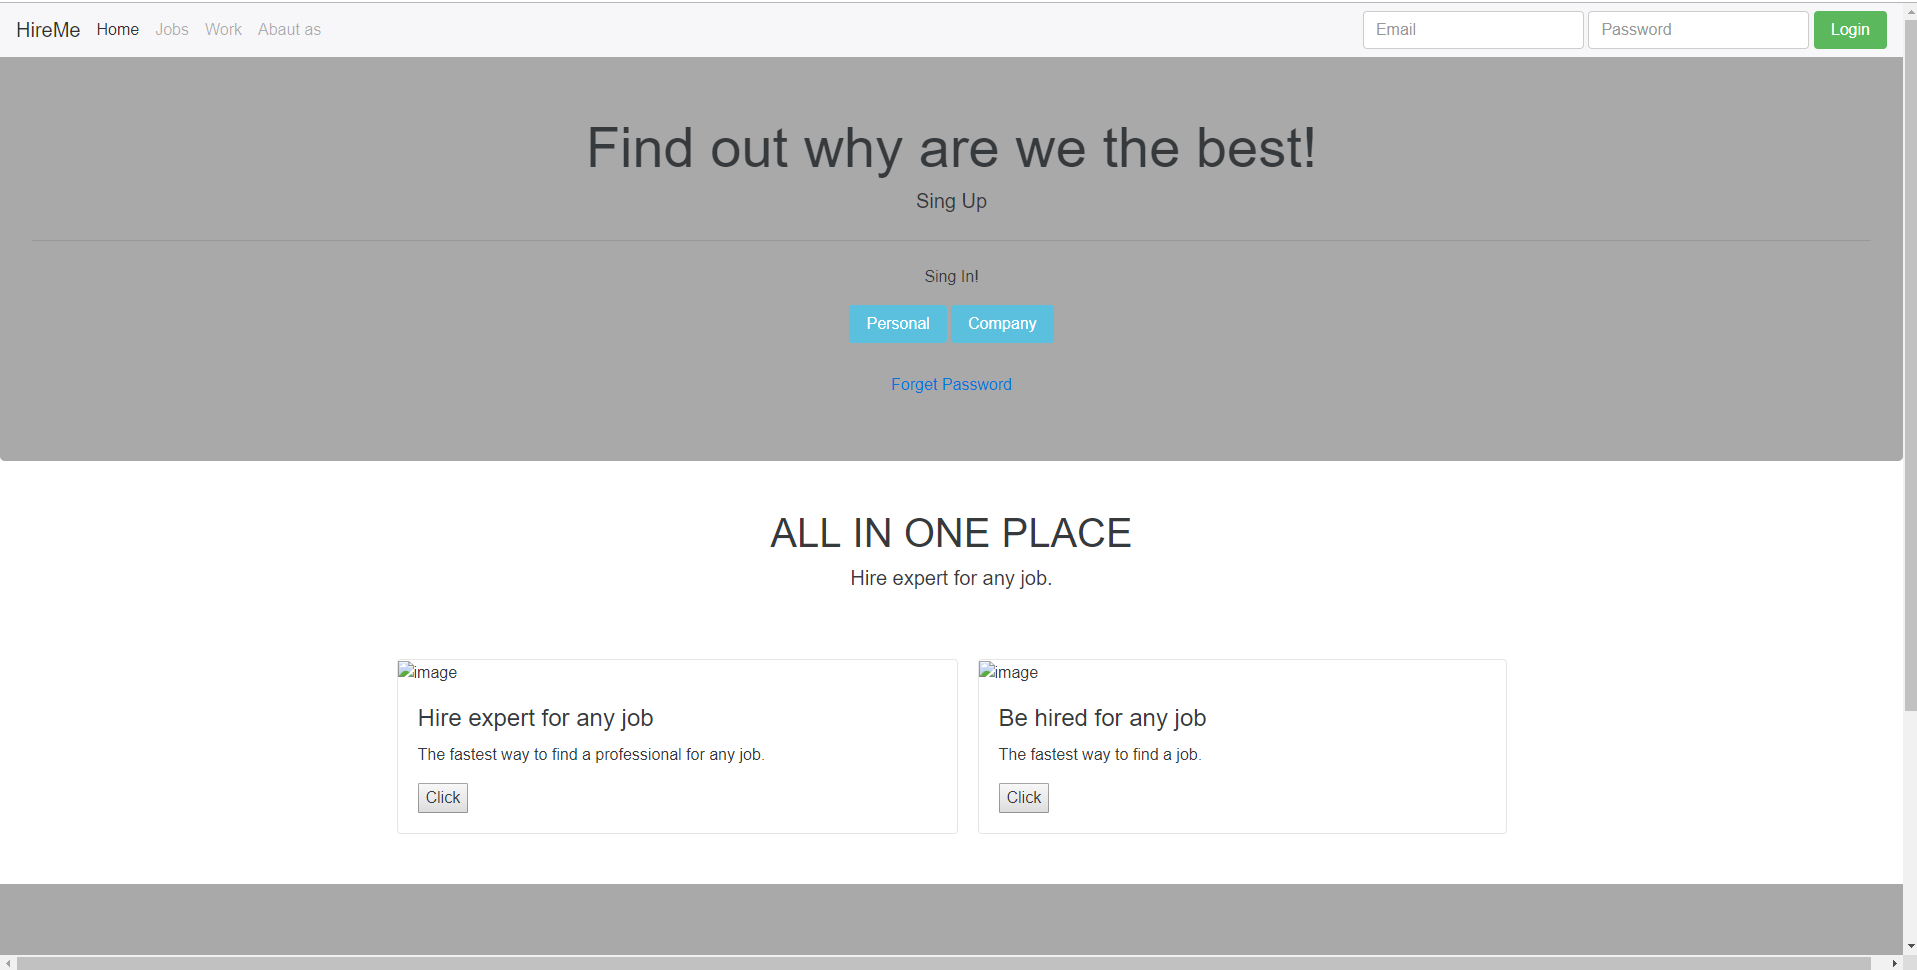 HireMe Home Jobs Work Abaut as Email Password Login
Find out why are we the best!
Sing Up
Sing In!
Personal Company
Forget Password
ALL IN ONE PLACE
Hire expert for any job.
image
Hire expert for any job
The fastest way to find a professional for any job.
Click
image
Be hired for any job
The fastest way to find a job.
Click